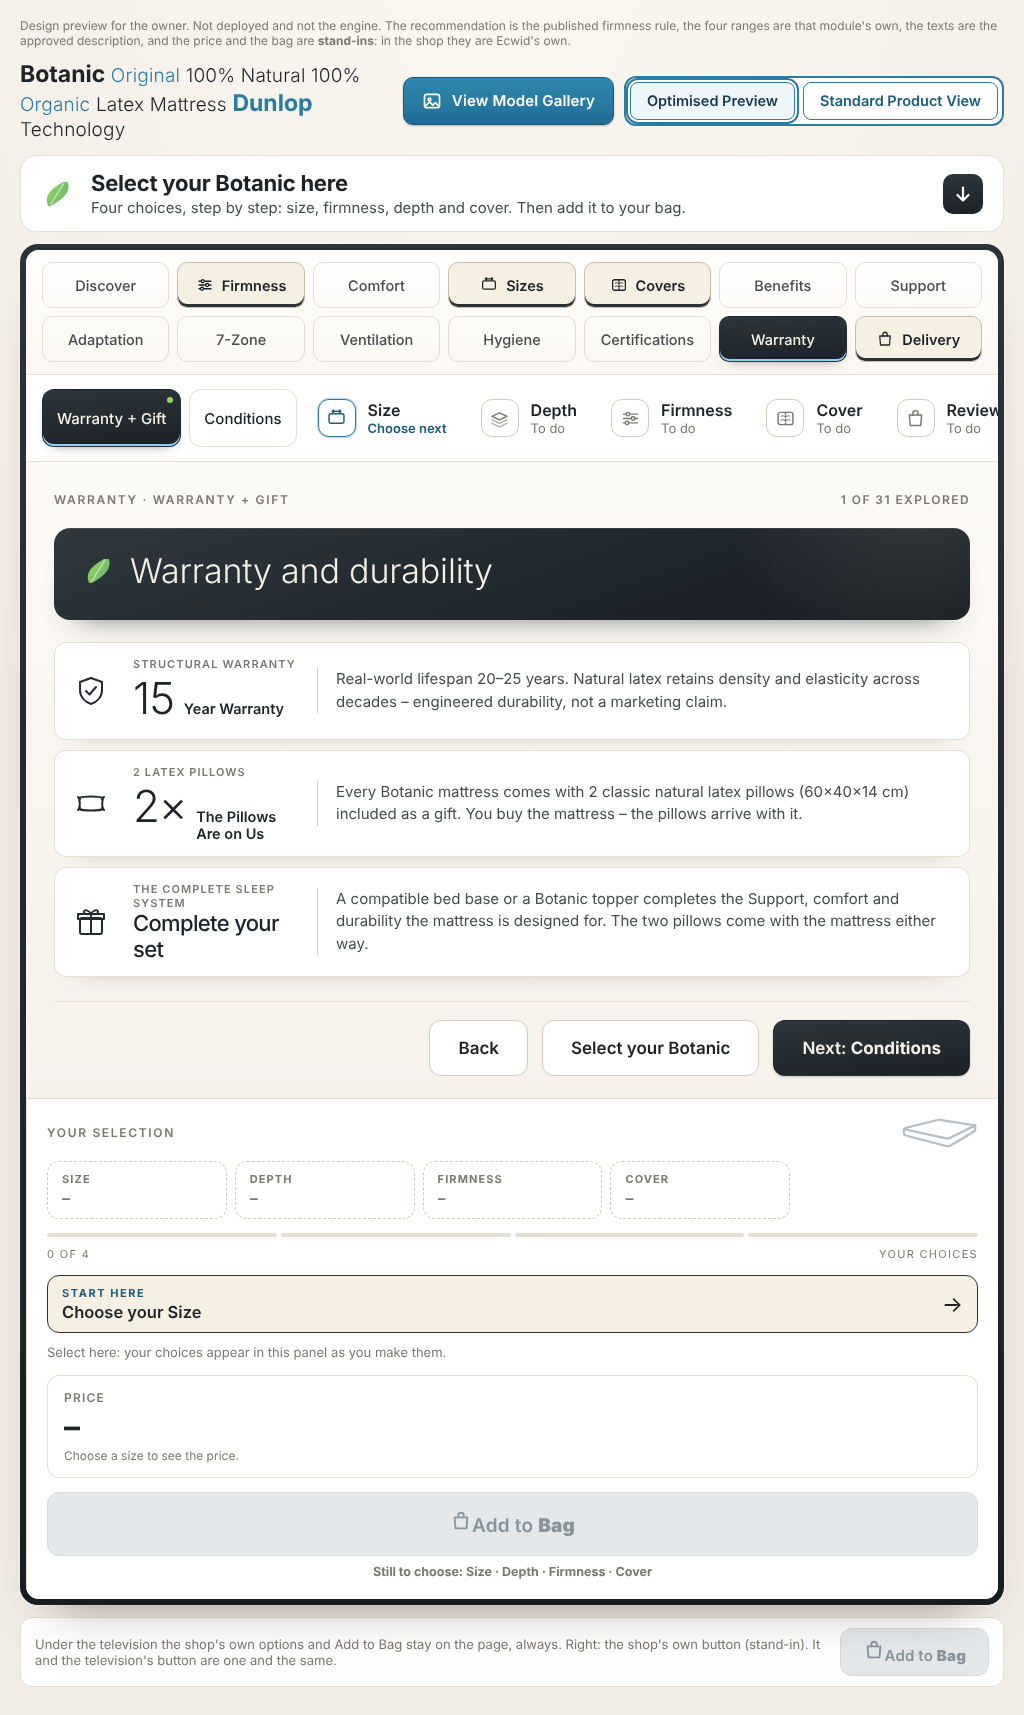 Design preview for the owner. Not deployed and not the engine. The recommendation is the published firmness rule, the four ranges are that module's own, the texts are the
approved description, and the price and the bag are stand-ins: in the shop they are Ecwid's own.
Botanic Original 100% Natural 100%
Organic Latex Mattress Dunlop
Technology
View Model Gallery
Optimised Preview
Standard Product View
Select your Botanic here
Four choices, step by step: size, firmness, depth and cover. Then add it to your bag.
Discover
Firmness
Comfort
Sizes
Covers
Benefits
Support
Adaptation
7-Zone
Ventilation
Hygiene
Certifications
Warranty
Delivery
Warranty + Gift
Conditions
Size
Choose next
Depth
To do
Firmness
To do
Cover
To do
Review
To do
WARRANTY · WARRANTY + GIFT
1 OF 31 EXPLORED
Warranty and durability
STRUCTURAL WARRANTY
15 Year Warranty
Real-world lifespan 20–25 years. Natural latex retains density and elasticity across
decades – engineered durability, not a marketing claim.
2 LATEX PILLOWS
2× The Pillows
Are on Us
Every Botanic mattress comes with 2 classic natural latex pillows (60×40×14 cm)
included as a gift. You buy the mattress – the pillows arrive with it.
THE COMPLETE SLEEP
SYSTEM
Complete your
set
A compatible bed base or a Botanic topper completes the Support, comfort and
durability the mattress is designed for. The two pillows come with the mattress either
way.
Back
Select your Botanic
Next: Conditions
YOUR SELECTION
SIZE
–
DEPTH
–
FIRMNESS
–
COVER
–
0 OF 4
YOUR CHOICES
START HERE
Choose your Size
Select here: your choices appear in this panel as you make them.
PRICE
–
Choose a size to see the price.
Add to Bag
Still to choose: Size · Depth · Firmness · Cover
Under the television the shop's own options and Add to Bag stay on the page, always. Right: the shop's own button (stand-in). It
and the television's button are one and the same.
Add to Bag